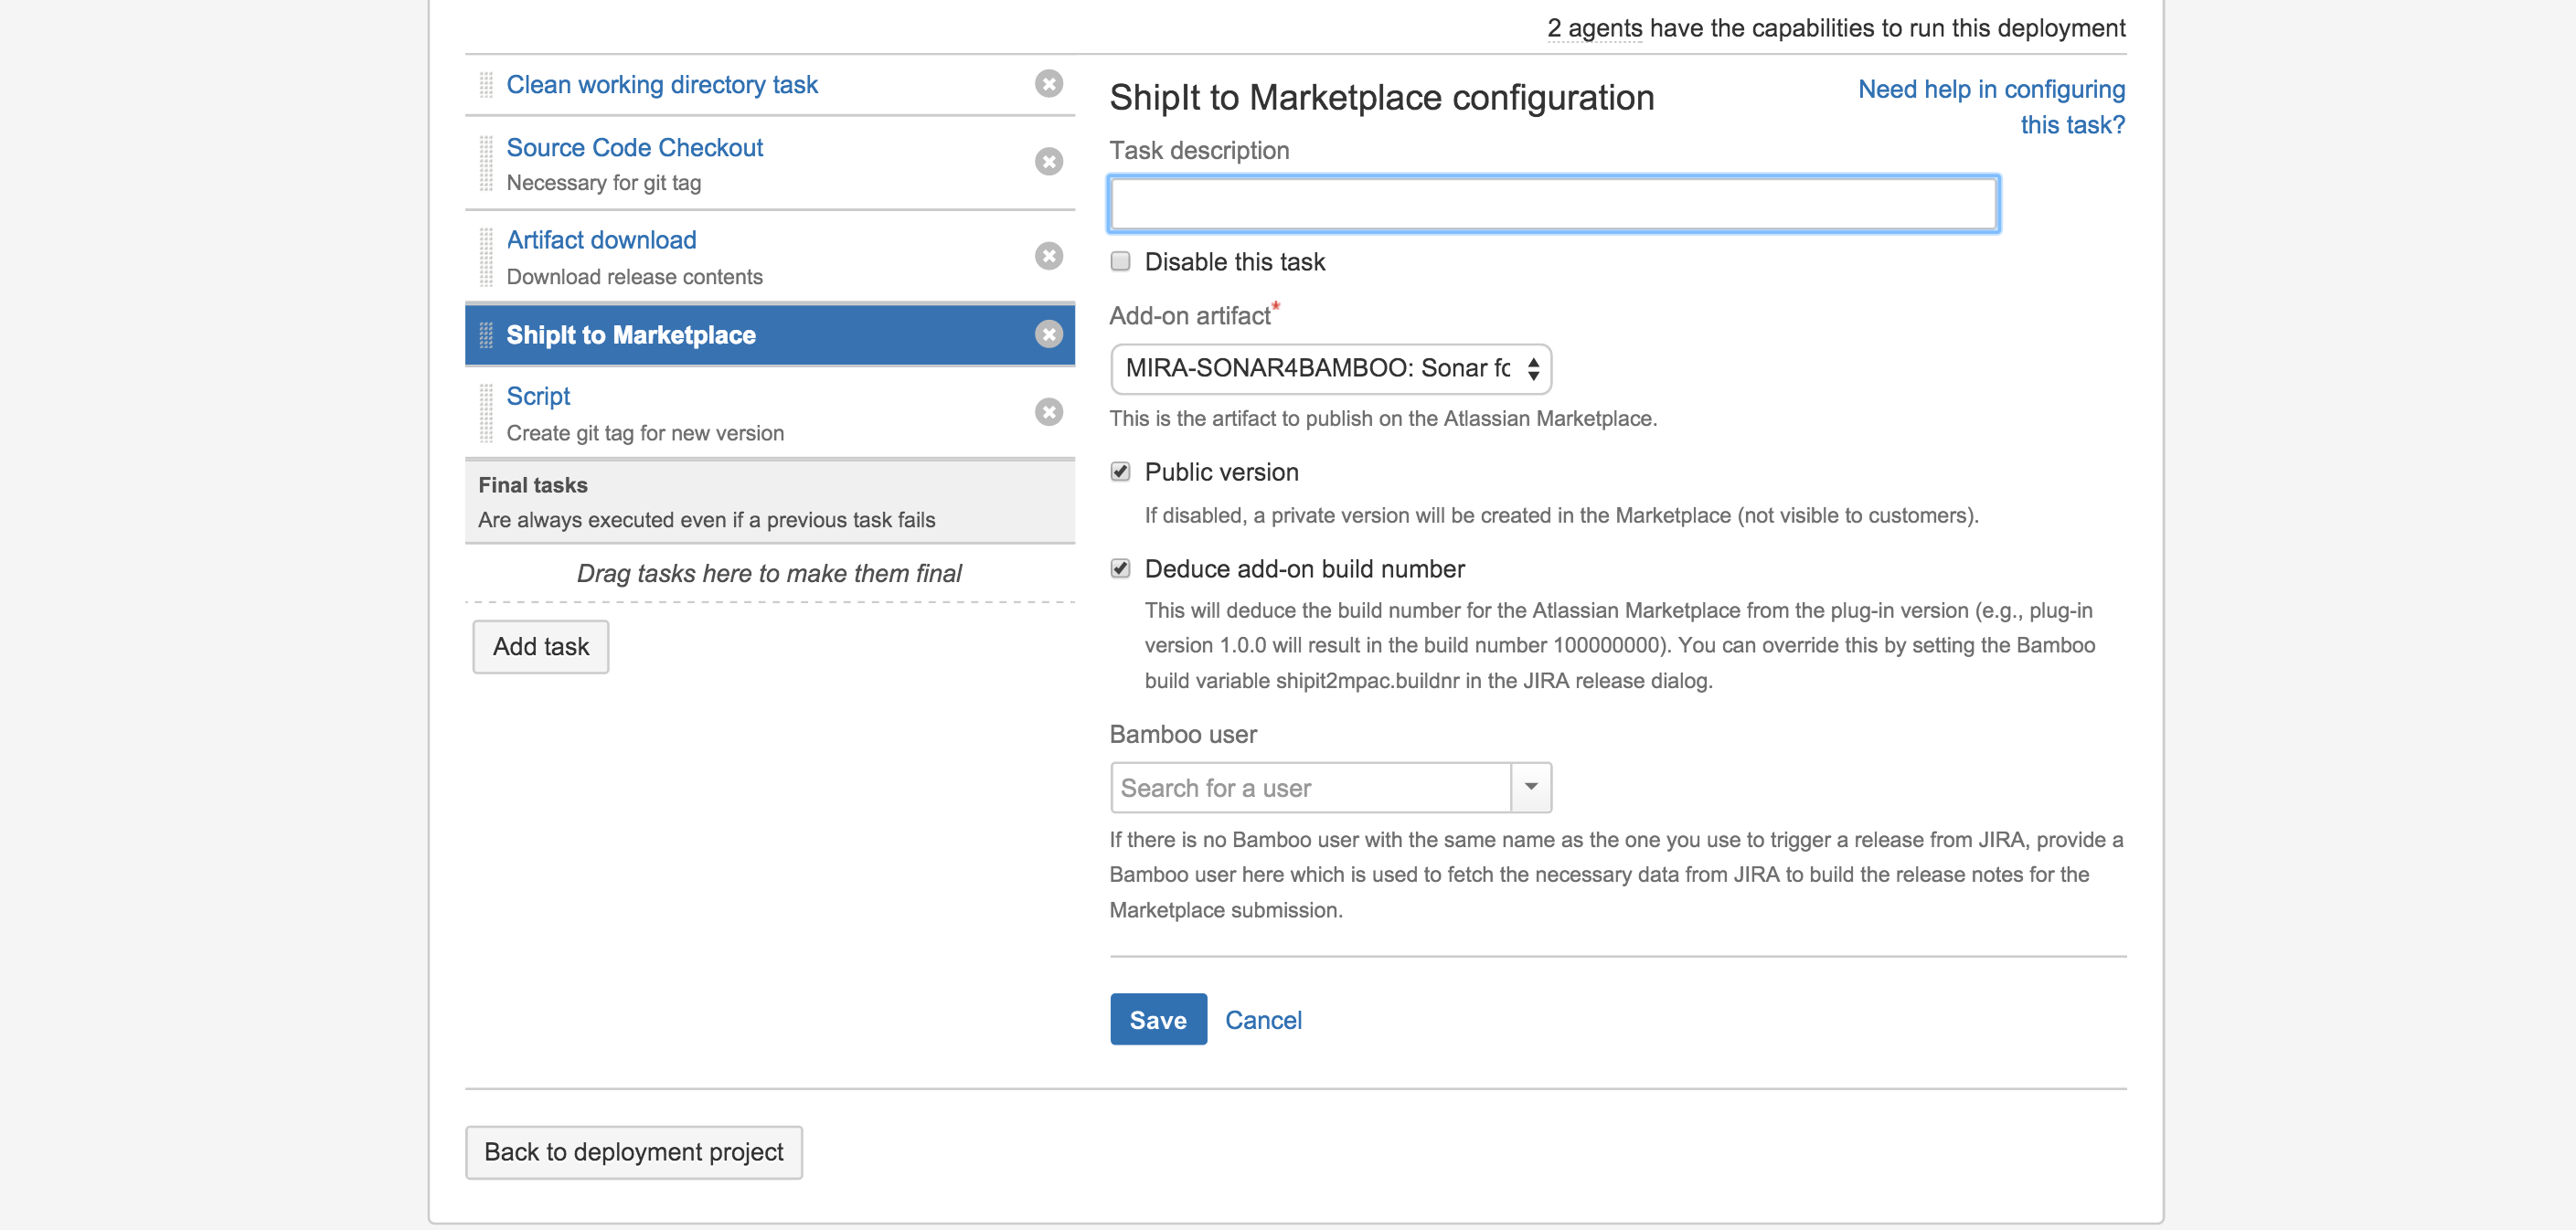 2 agents have the capabilities to run this deployment
Clean working directory task
Source Code Checkout
Necessary for git tag
Artifact download
Download release contents
ShipIt to Marketplace
Script
Create git tag for new version
Final tasks
Are always executed even if a previous task fails
Drag tasks here to make them final
Add task
ShipIt to Marketplace configuration
Need help in configuring
this task?
Task description
Disable this task
Add-on artifact*
MIRA-SONAR4BAMBOO: Sonar fo
This is the artifact to publish on the Atlassian Marketplace.
Public version
If disabled, a private version will be created in the Marketplace (not visible to customers).
Deduce add-on build number
This will deduce the build number for the Atlassian Marketplace from the plug-in version (e.g., plug-in
version 1.0.0 will result in the build number 100000000). You can override this by setting the Bamboo
build variable shipit2mpac.buildnr in the JIRA release dialog.
Bamboo user
Search for a user
If there is no Bamboo user with the same name as the one you use to trigger a release from JIRA, provide a
Bamboo user here which is used to fetch the necessary data from JIRA to build the release notes for the
Marketplace submission.
Save
Cancel
Back to deployment project